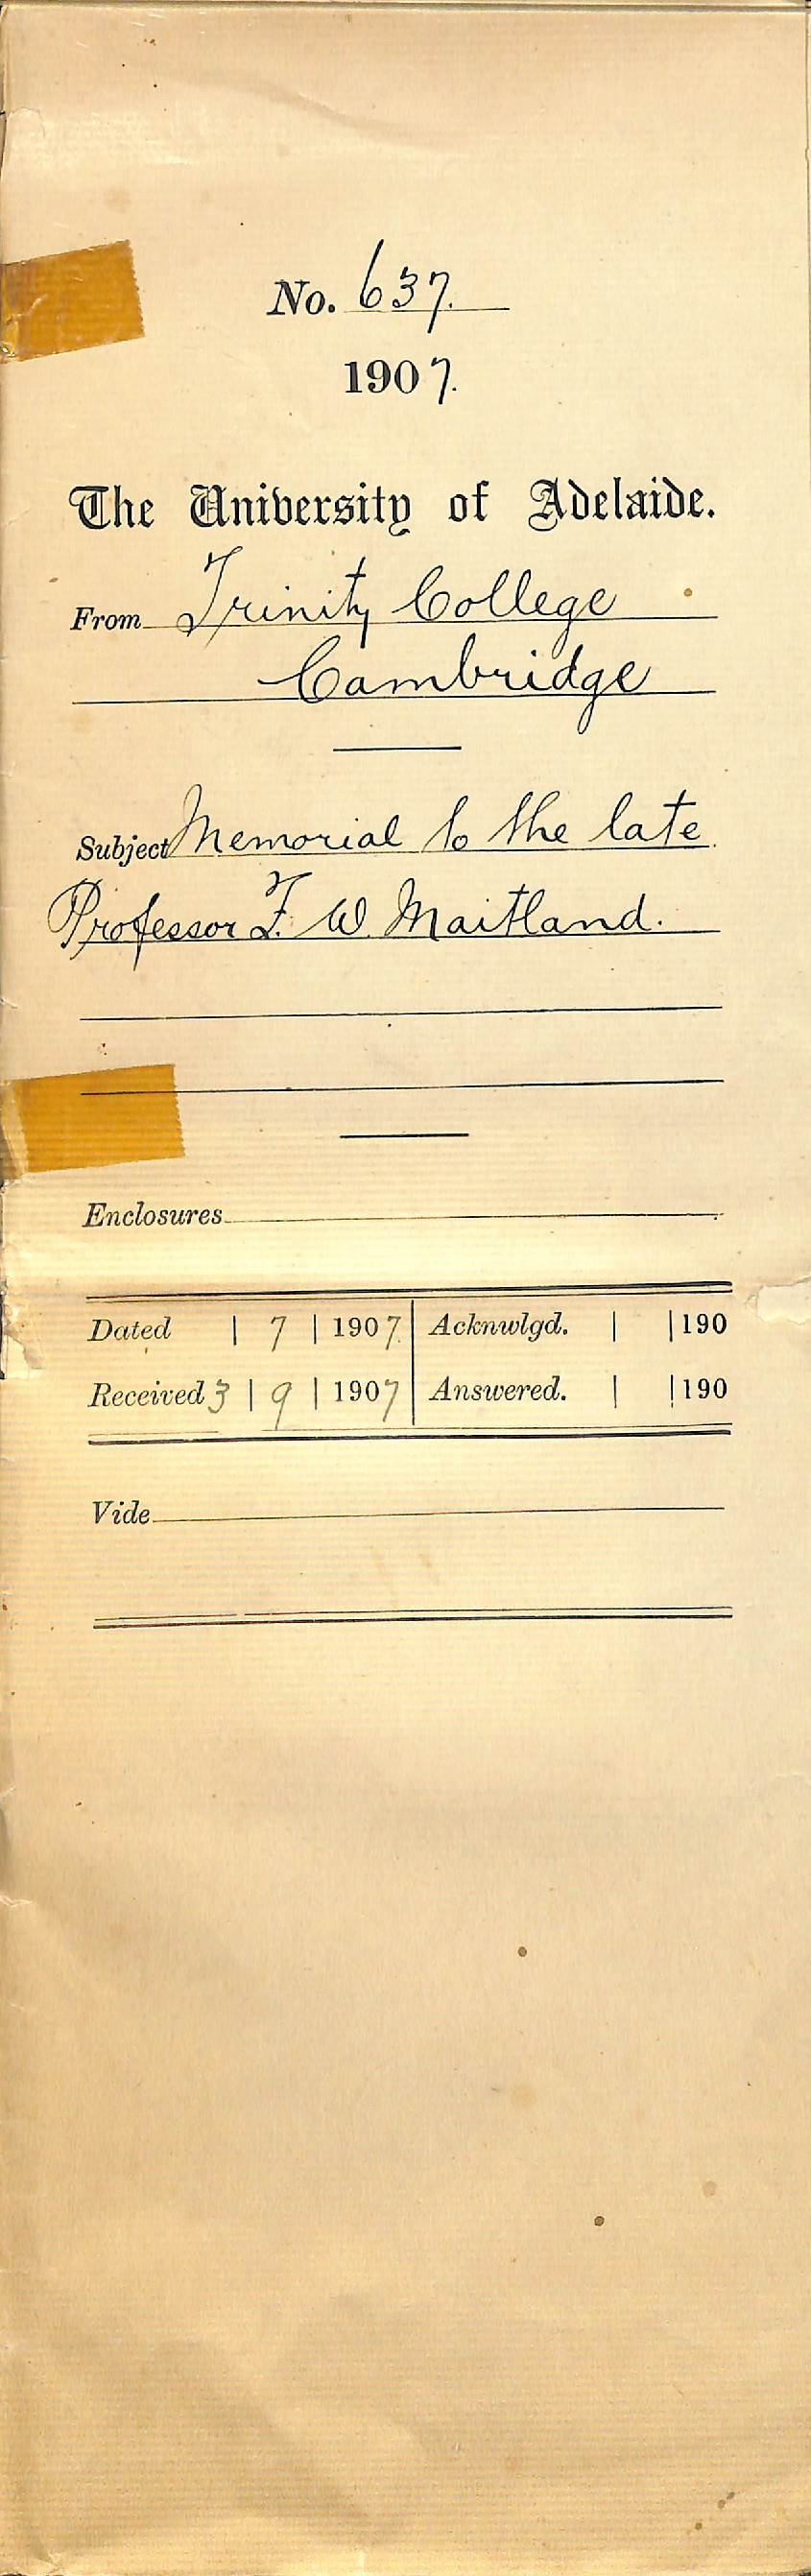 No. 637.
1907.
The University of Adelaide.
From Trinity College
Cambridge
Subject Memorial to the late
Professor F. W. Maitland.
Enclosures
Dated | 7 | 1907 Acknwlgd. | | 190
Received 3 | 9 | 1907 Answered. | | 190
Vide